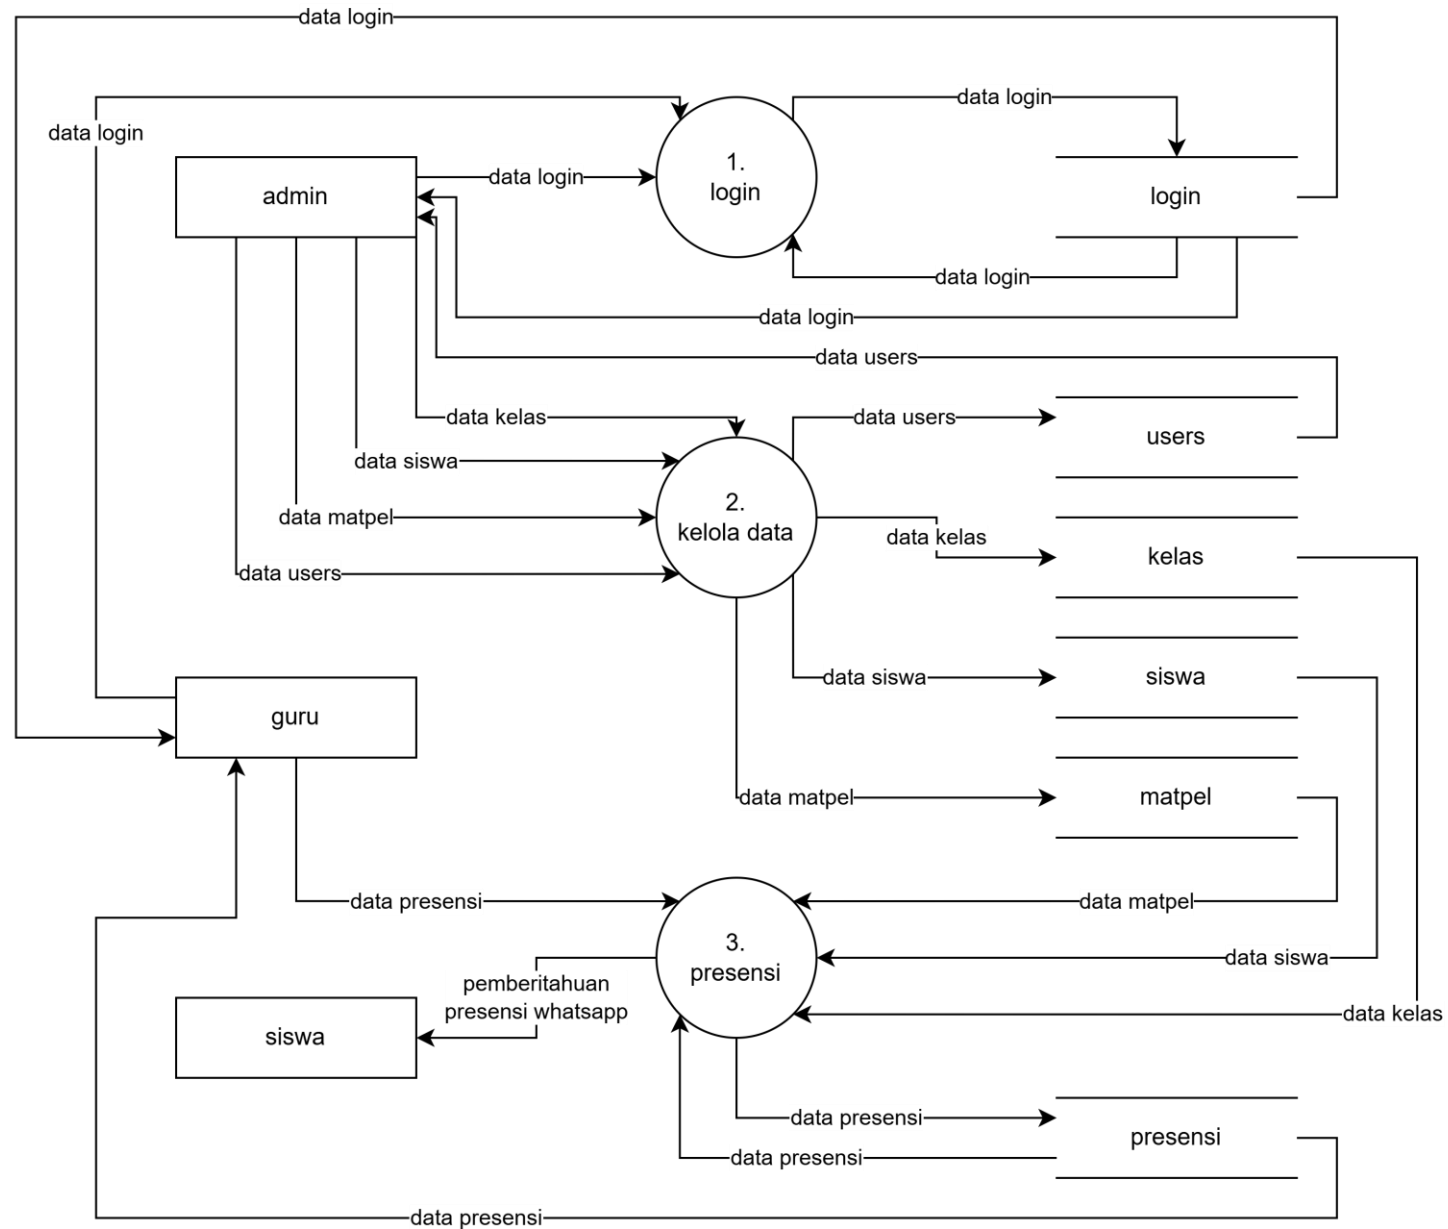 data login
data login
data login
1.
login
admin
data login
login
data login
data login
data users
data kelas
data users
users
data siswa
2.
kelola data
data matpel
data kelas
kelas
data users
data siswa
siswa
guru
data matpel
matpel
data presensi
data matpel
3.
presensi
data siswa
pemberitahuan
presensi whatsapp
data kelas
siswa
data presensi
presensi
data presensi
data presensi